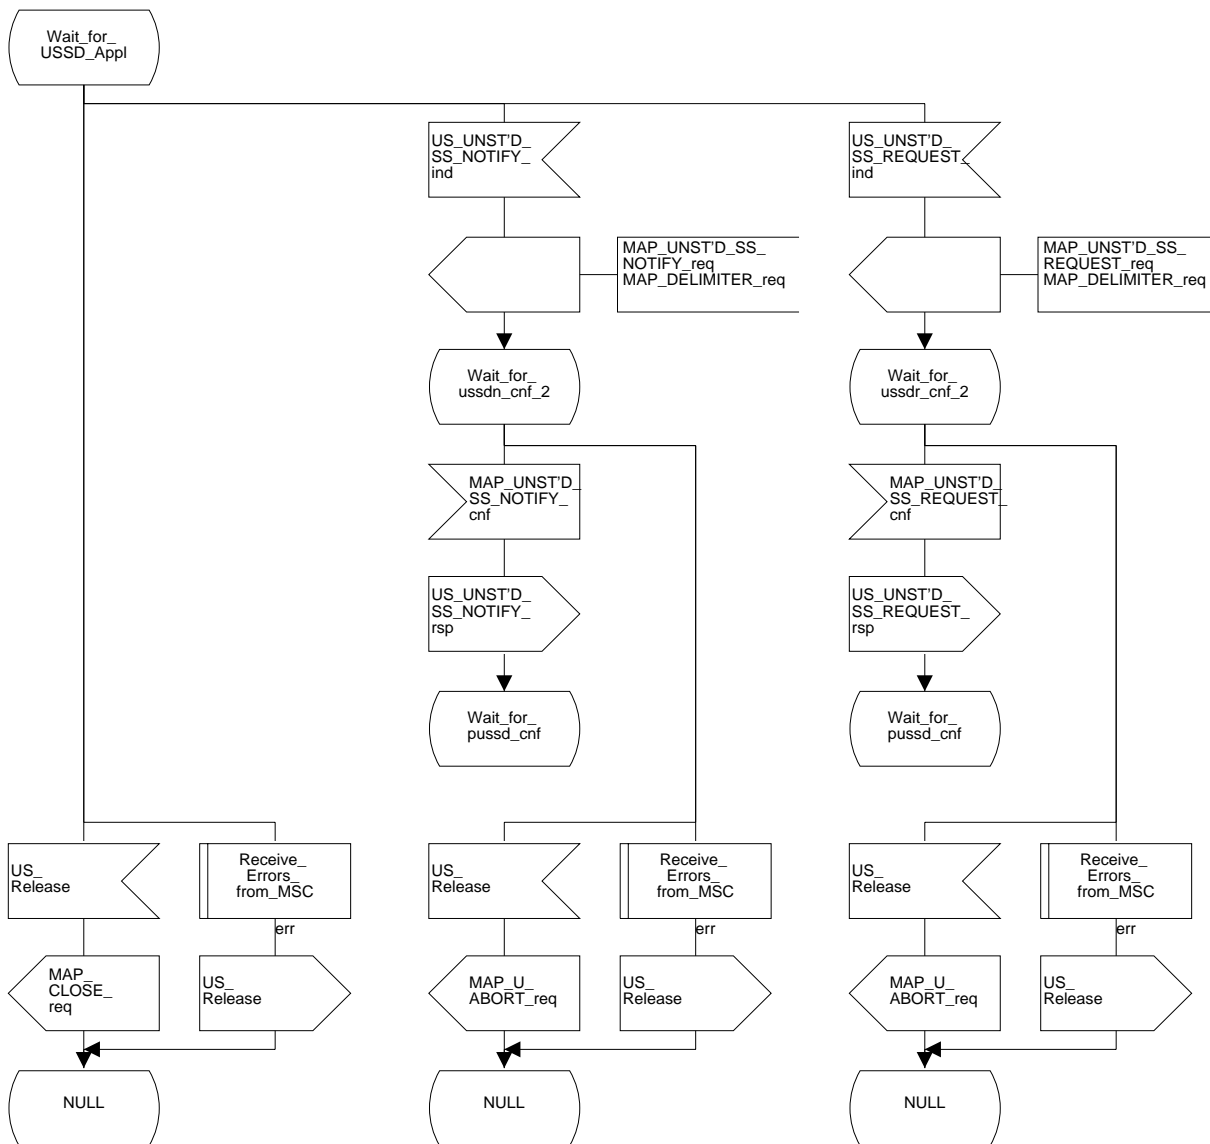 Wait_for_
USSD_Appl
US_UNST'D_
SS_NOTIFY_
ind
US_UNST'D_
SS_REQUEST_
ind
MAP_UNST'D_SS_
NOTIFY_req
MAP_DELIMITER_req
MAP_UNST'D_SS_
REQUEST_req
MAP_DELIMITER_req
Wait_for_
ussdn_cnf_2
Wait_for_
ussdr_cnf_2
MAP_UNST'D_
SS_NOTIFY_
cnf
MAP_UNST'D_
SS_REQUEST_
cnf
US_UNST'D_
SS_NOTIFY_
rsp
US_UNST'D_
SS_REQUEST_
rsp
Wait_for_
pussd_cnf
Wait_for_
pussd_cnf
US_
Release
Receive_
Errors_
from_MSC
err
US_
Release
Receive_
Errors_
from_MSC
err
US_
Release
Receive_
Errors_
from_MSC
err
MAP_
CLOSE_
req
US_
Release
MAP_U_
ABORT_req
US_
Release
MAP_U_
ABORT_req
US_
Release
NULL
NULL
NULL